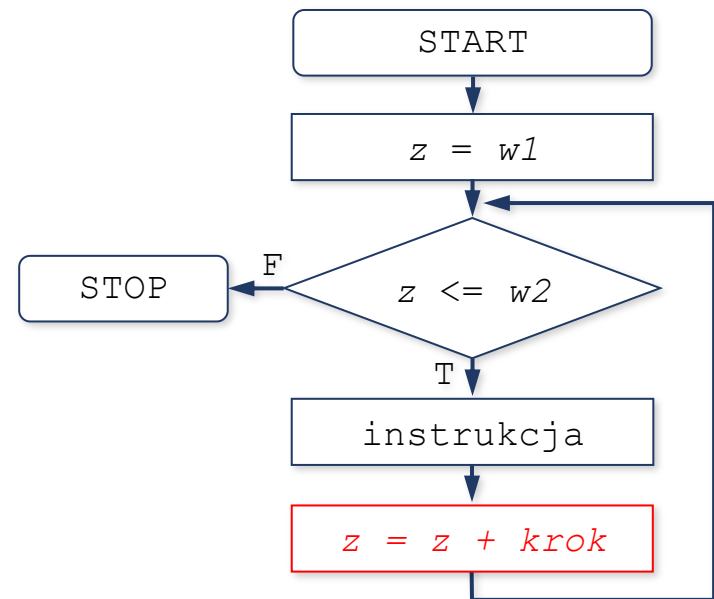 START
z = w1
z <= w2
F
STOP
T
instrukcja
z = z + krok